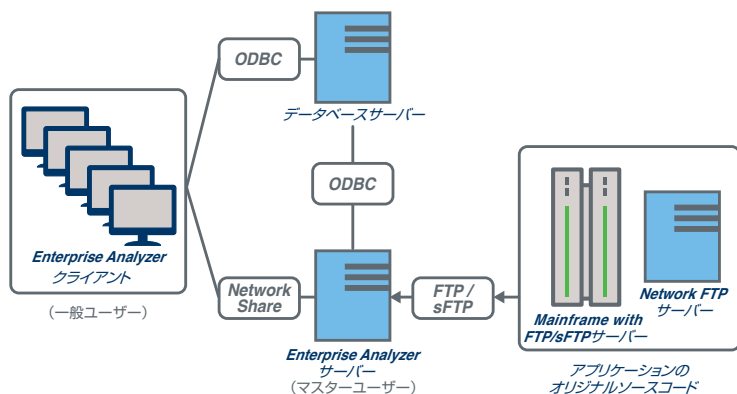 ODBC
データベースサーバー
ODBC
Enterprise Analyzer
クライアント
(一般ユーザー)
Network
Share
Enterprise Analyzer
サーバー
(マスターユーザー)
FTP /
sFTP
Mainframe with
FTP/sFTPサーバー
Network FTP
サーバー
アプリケーションの
オリジナルソースコード